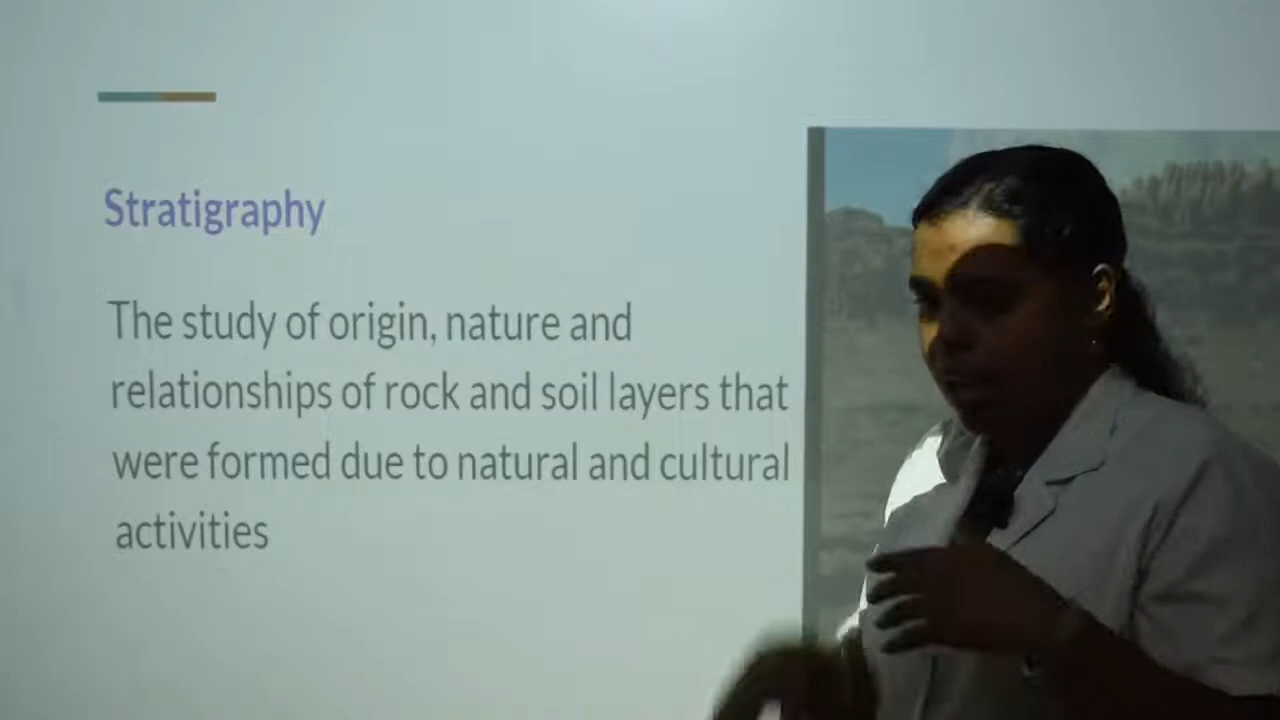 Stratigraphy
The study of origin, nature and
relationships of rock and soil layers that
were formed due to natural and cultural
activities